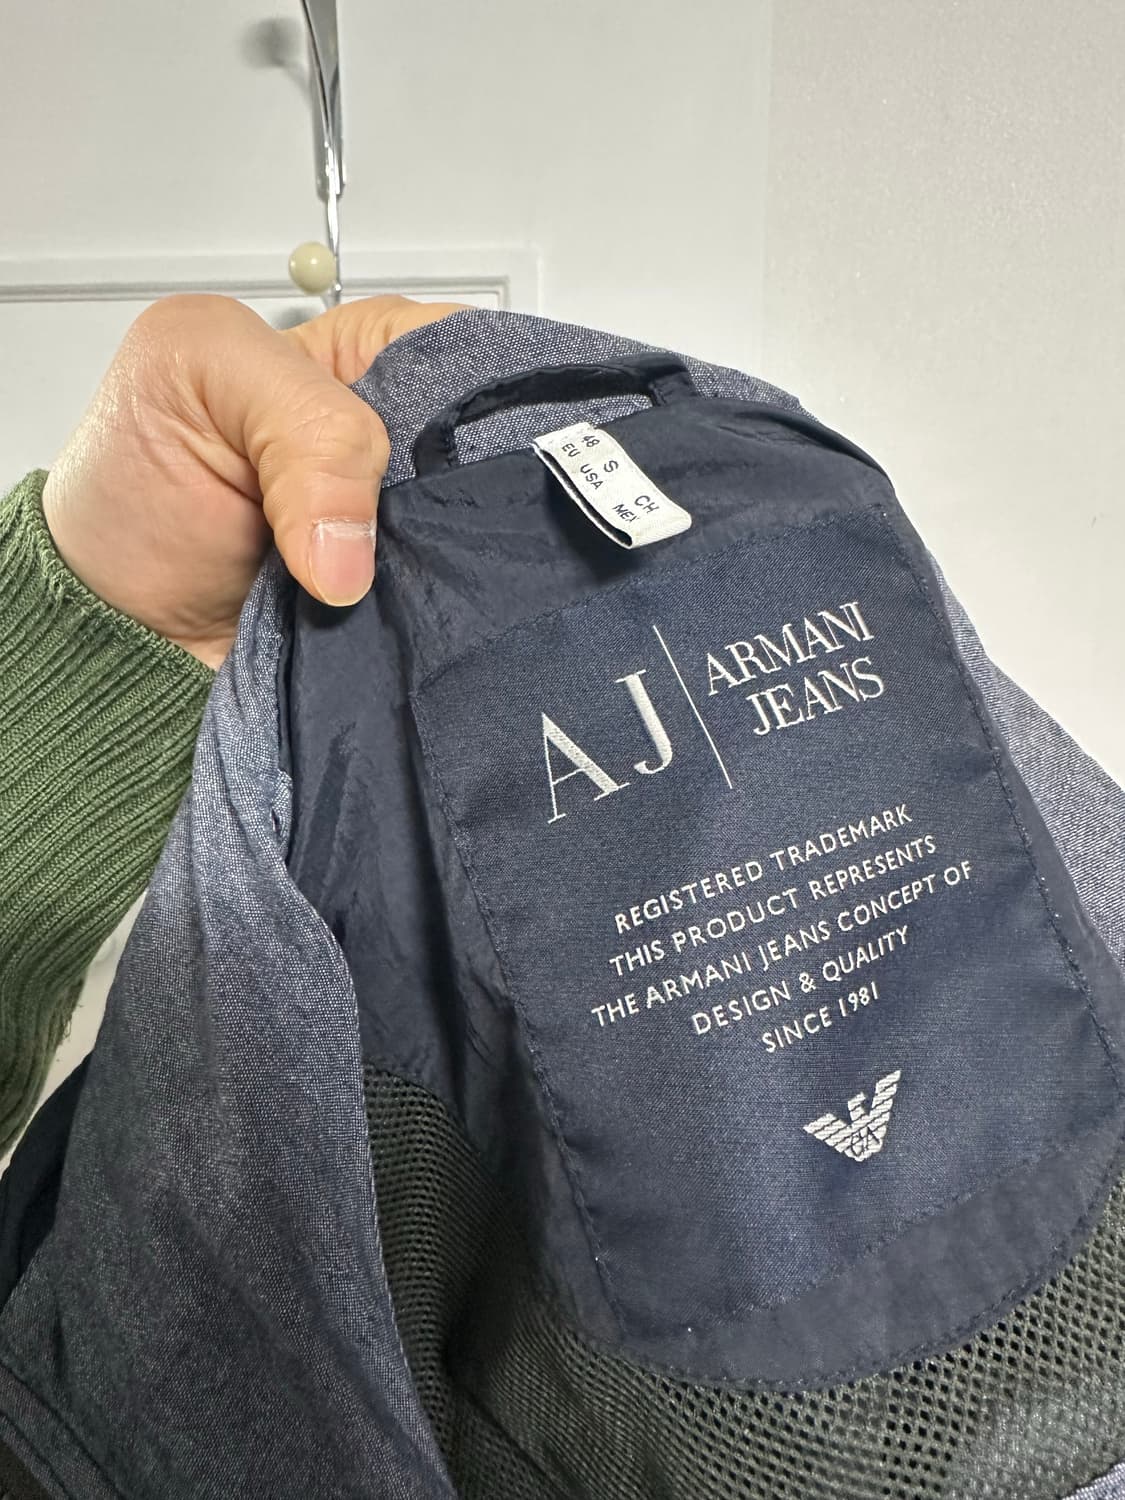 48 S CH
EU USA MEX
AJ ARMANI
JEANS
REGISTERED TRADEMARK
THIS PRODUCT REPRESENTS
THE ARMANI JEANS CONCEPT OF
DESIGN & QUALITY
SINCE 1981
GA